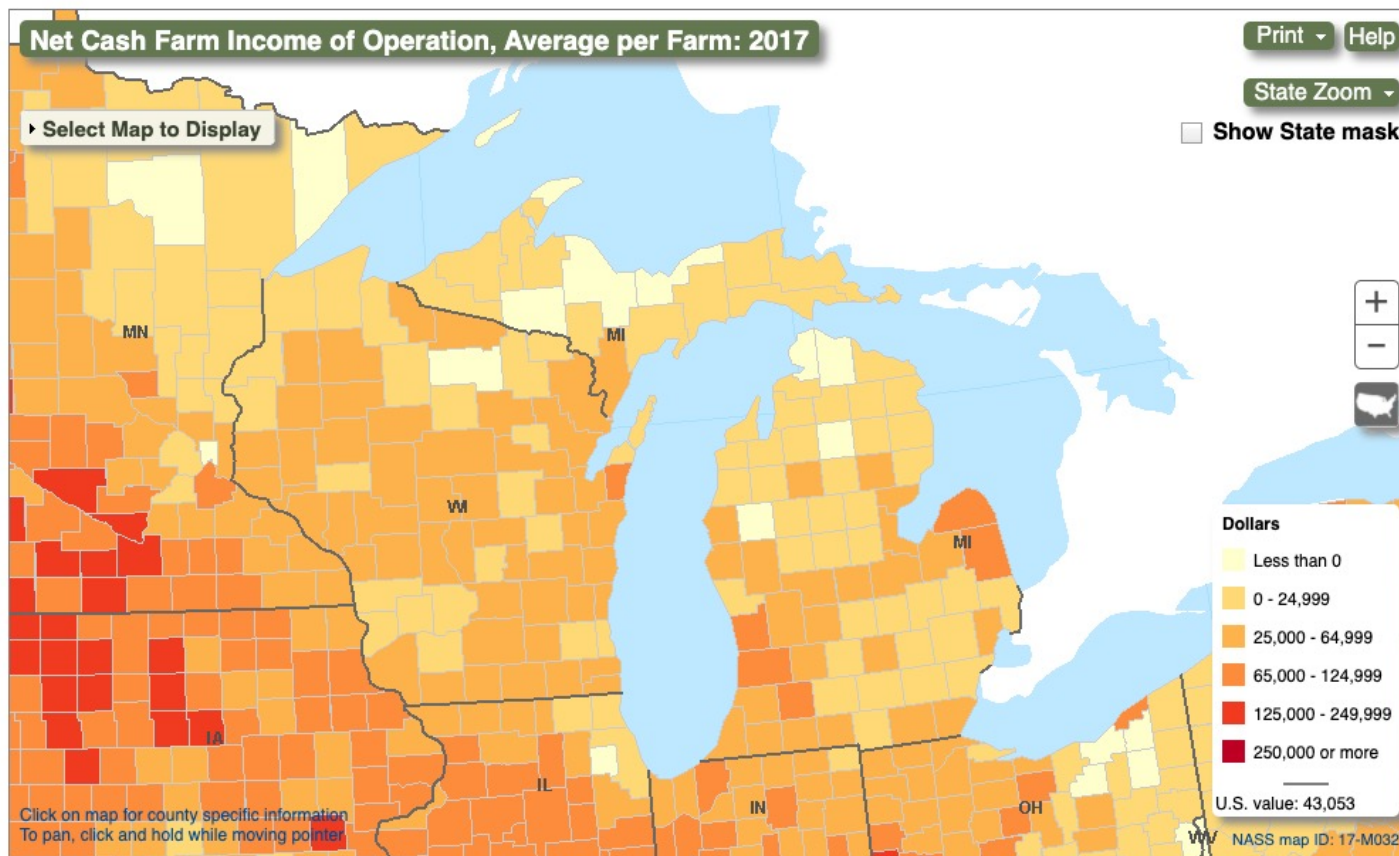 Net Cash Farm Income of Operation, Average per Farm: 2017
Print
Help
State Zoom
Select Map to Display
Show State mask
MN
MI
WI
MI
IA
IL
IN
OH
WV
+
−
Dollars
Less than 0
0 - 24,999
25,000 - 64,999
65,000 - 124,999
125,000 - 249,999
250,000 or more
U.S. value: 43,053
Click on map for county specific information
To pan, click and hold while moving pointer
NASS map ID: 17-M032